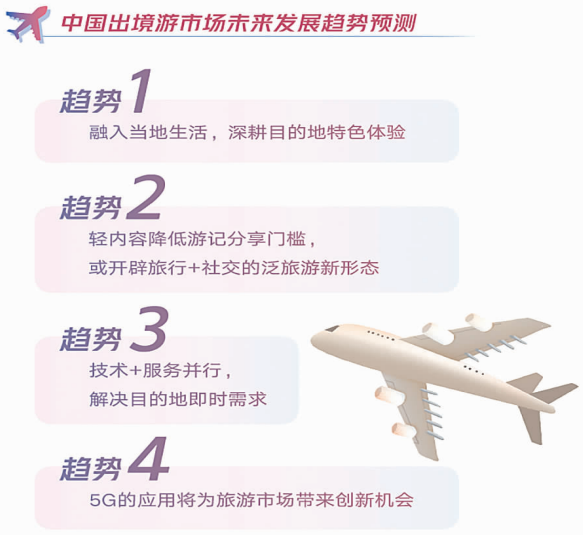 中国出境游市场未来发展趋势预测
趋势1
融入当地生活，深耕目的地特色体验
趋势2
轻内容降低游记分享门槛，
或开辟旅行+社交的泛旅游新形态
趋势3
技术+服务并行，
解决目的地即时需求
趋势4
5G的应用将为旅游市场带来创新机会